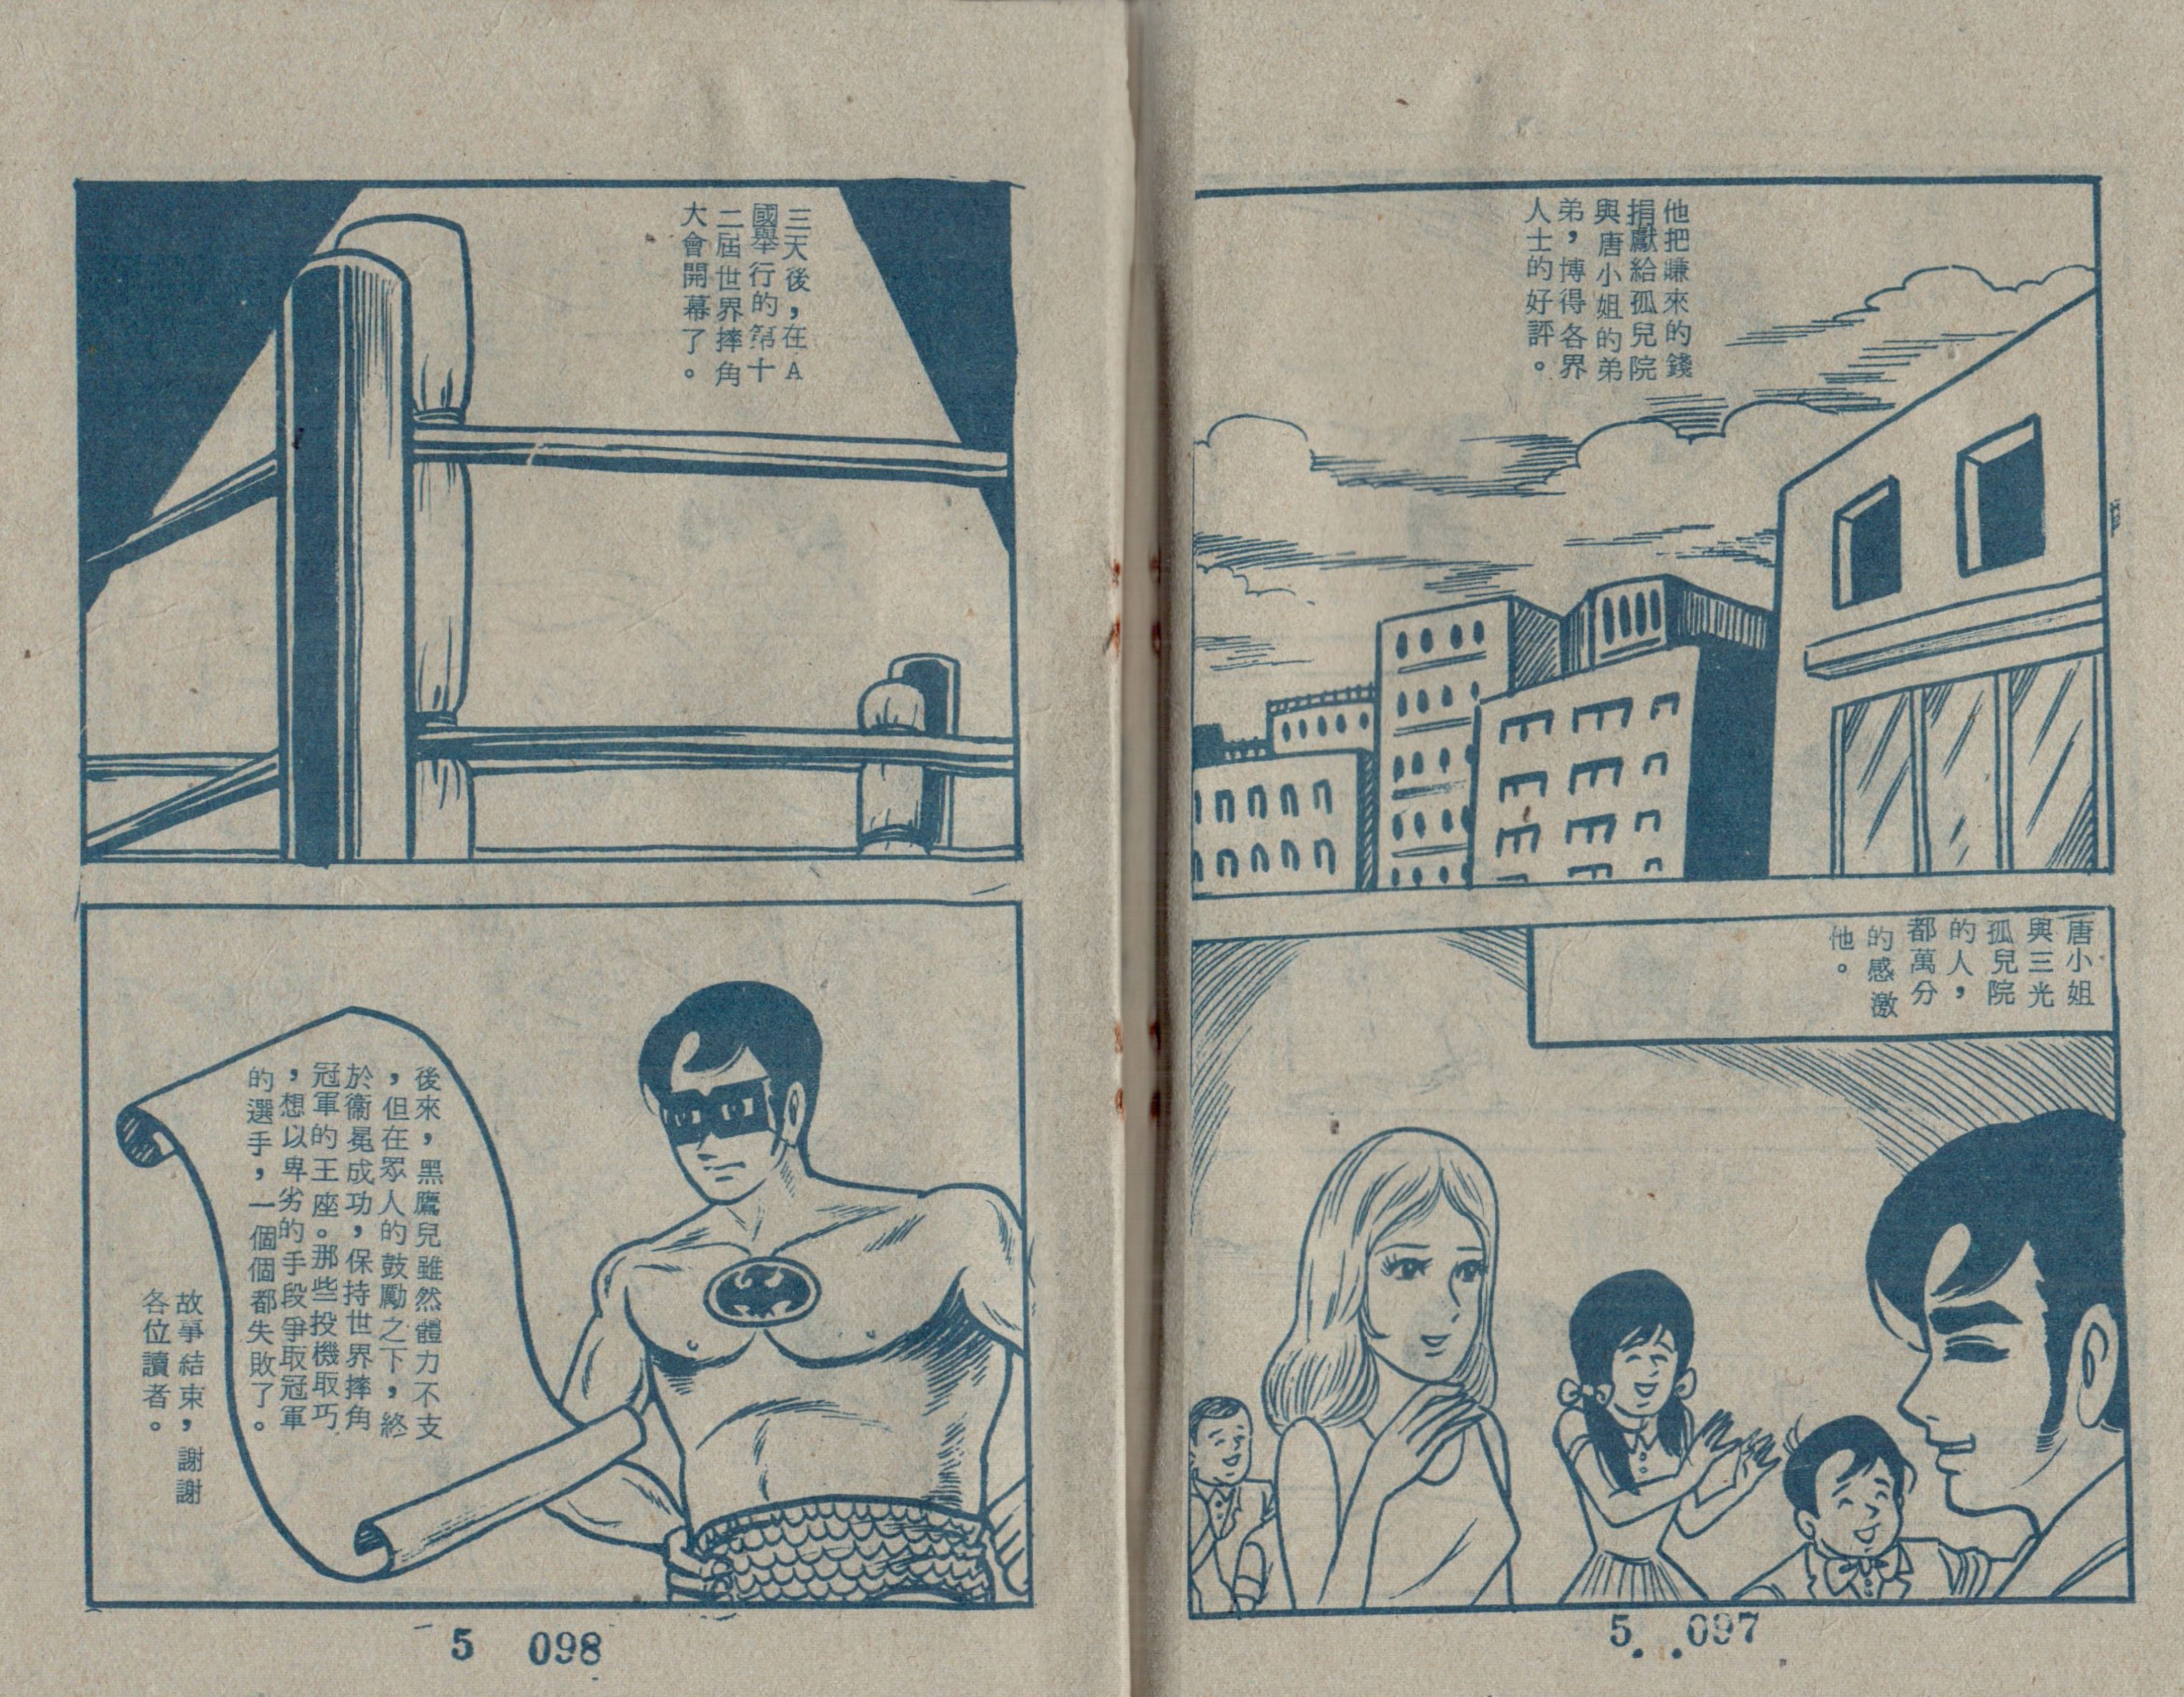 他把賺來的錢
捐獻給孤兒院
與唐小姐的弟
弟，博得各界
人士的好評。
唐小姐
與三光
孤兒院
的人，
都萬分
的感激
他。
5 097
三天後，在A
國舉行的第十
二屆世界摔角
大會開幕了。
後來，黑鷹兒雖然體力不支
，但在眾人的鼓勵之下，終
於衞冕成功，保持世界摔角
冠軍的王座。那些投機取巧
，想以卑劣的手段爭取冠軍
的選手，一個個都失敗了。
故事結束，謝謝
各位讀者。
5 098